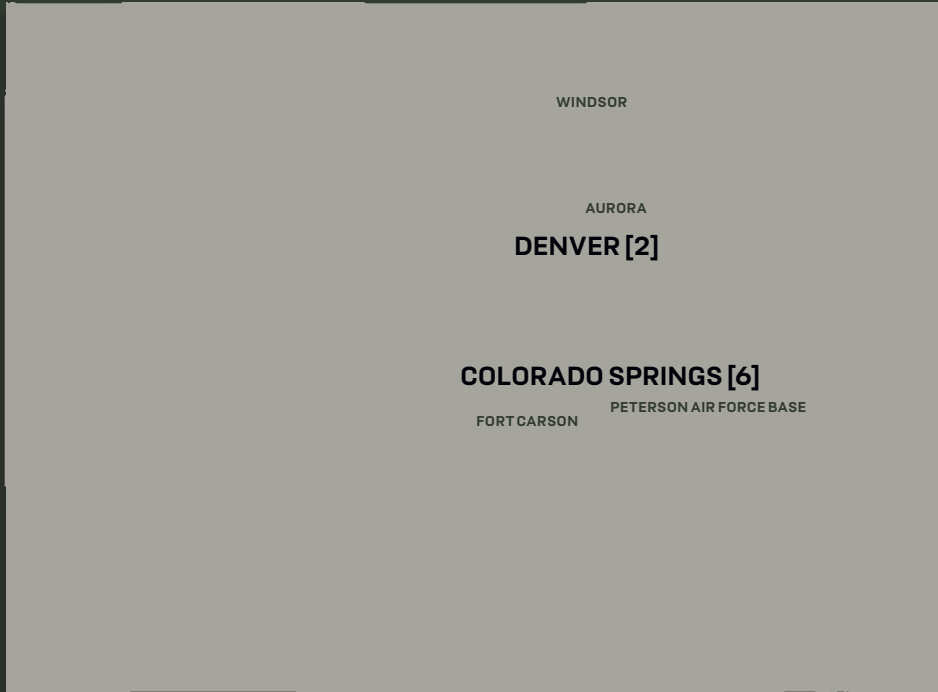 WINDSOR
AURORA
DENVER [2]
COLORADO SPRINGS [6]
PETERSON AIR FORCE BASE
FORT CARSON